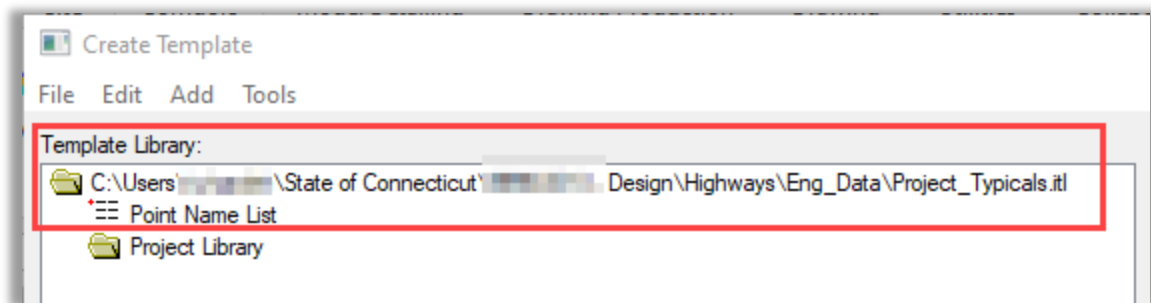 Create Template
File Edit Add Tools
Template Library:
C:\Users \State of Connecticut\ Design\Highways\Eng_Data\Project_Typicals.itl
Point Name List
Project Library